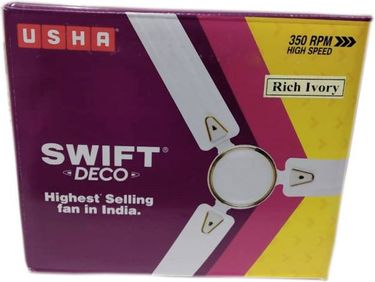 USHA
350 RPM
HIGH SPEED
Rich Ivory
SWIFT®
DECO
Highest* Selling
fan in India.